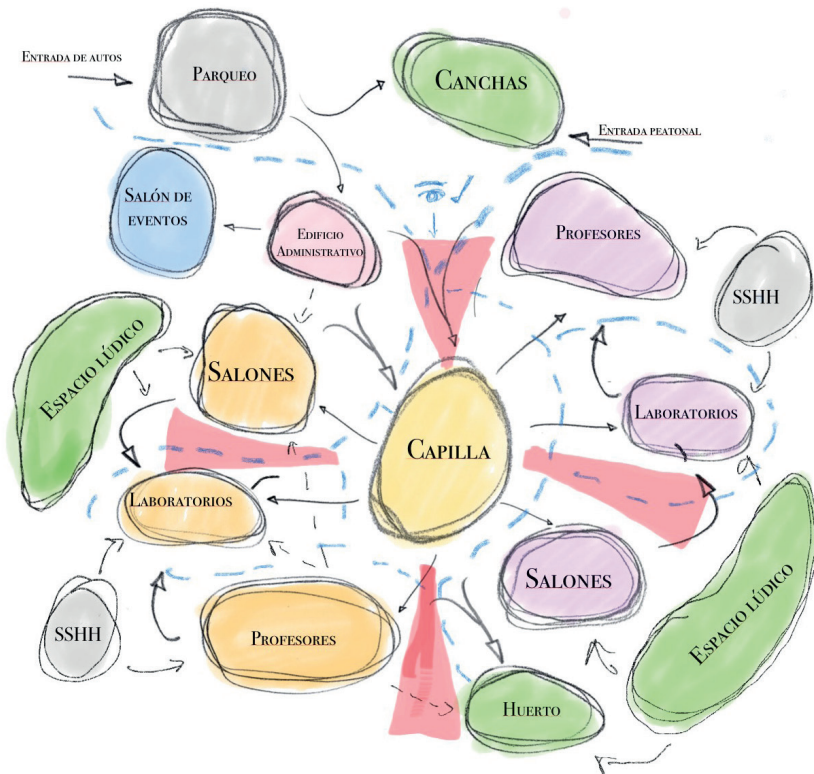 Entrada de autos
Parqueo
Canchas
Entrada peatonal
Salón de
eventos
Edificio
Administrativo
Profesores
SSHH
Espacio lúdico
Salones
Capilla
Laboratorios
Laboratorios
Salones
Espacio lúdico
SSHH
Profesores
Huerto